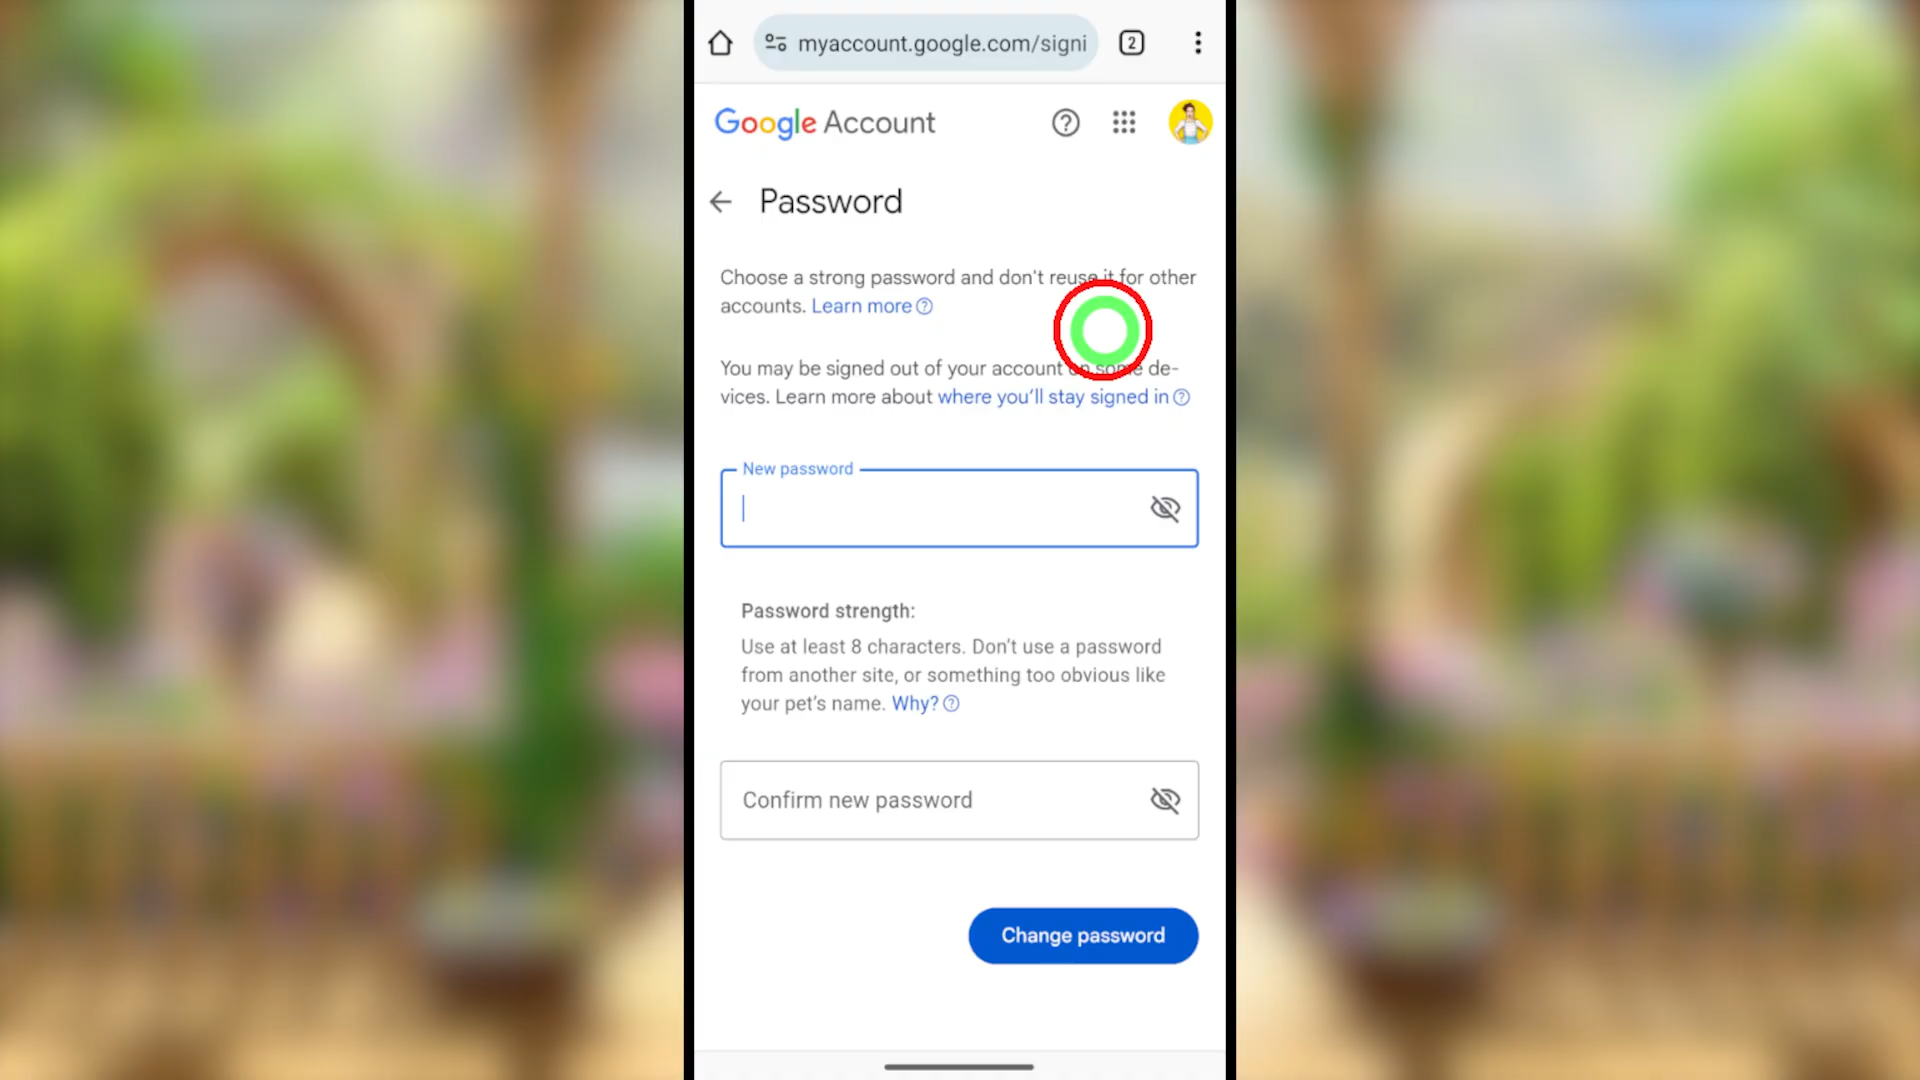 myaccount.google.com/signi
2
Google Account
Password
Choose a strong password and don't reuse it for other
accounts. Learn more
You may be signed out of your account on some de-
vices. Learn more about where you'll stay signed in
New password
Password strength:
Use at least 8 characters. Don't use a password
from another site, or something too obvious like
your pet's name. Why?
Confirm new password
Change password